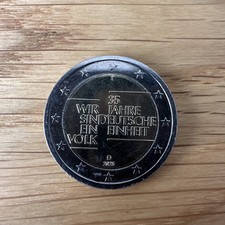 35
WIR JAHRE
SIND DEUTSCHE
EIN EINHEIT
VOLK
D
2025